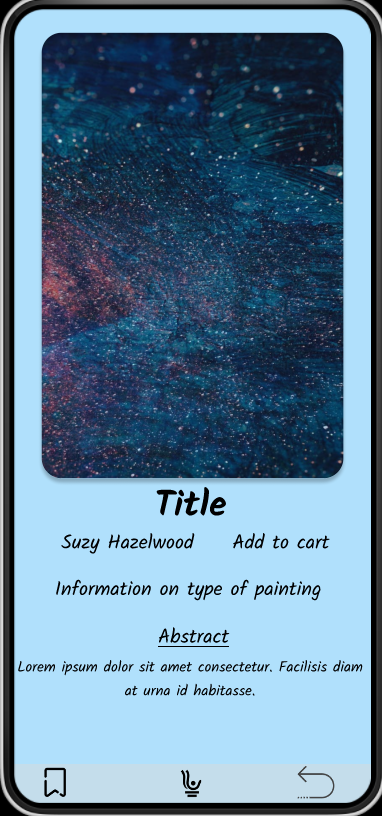 Title
Suzy Hazelwood Add to cart
Information on type of painting
Abstract
Lorem ipsum dolor sit amet consectetur. Facilisis diam
at urna id habitasse.